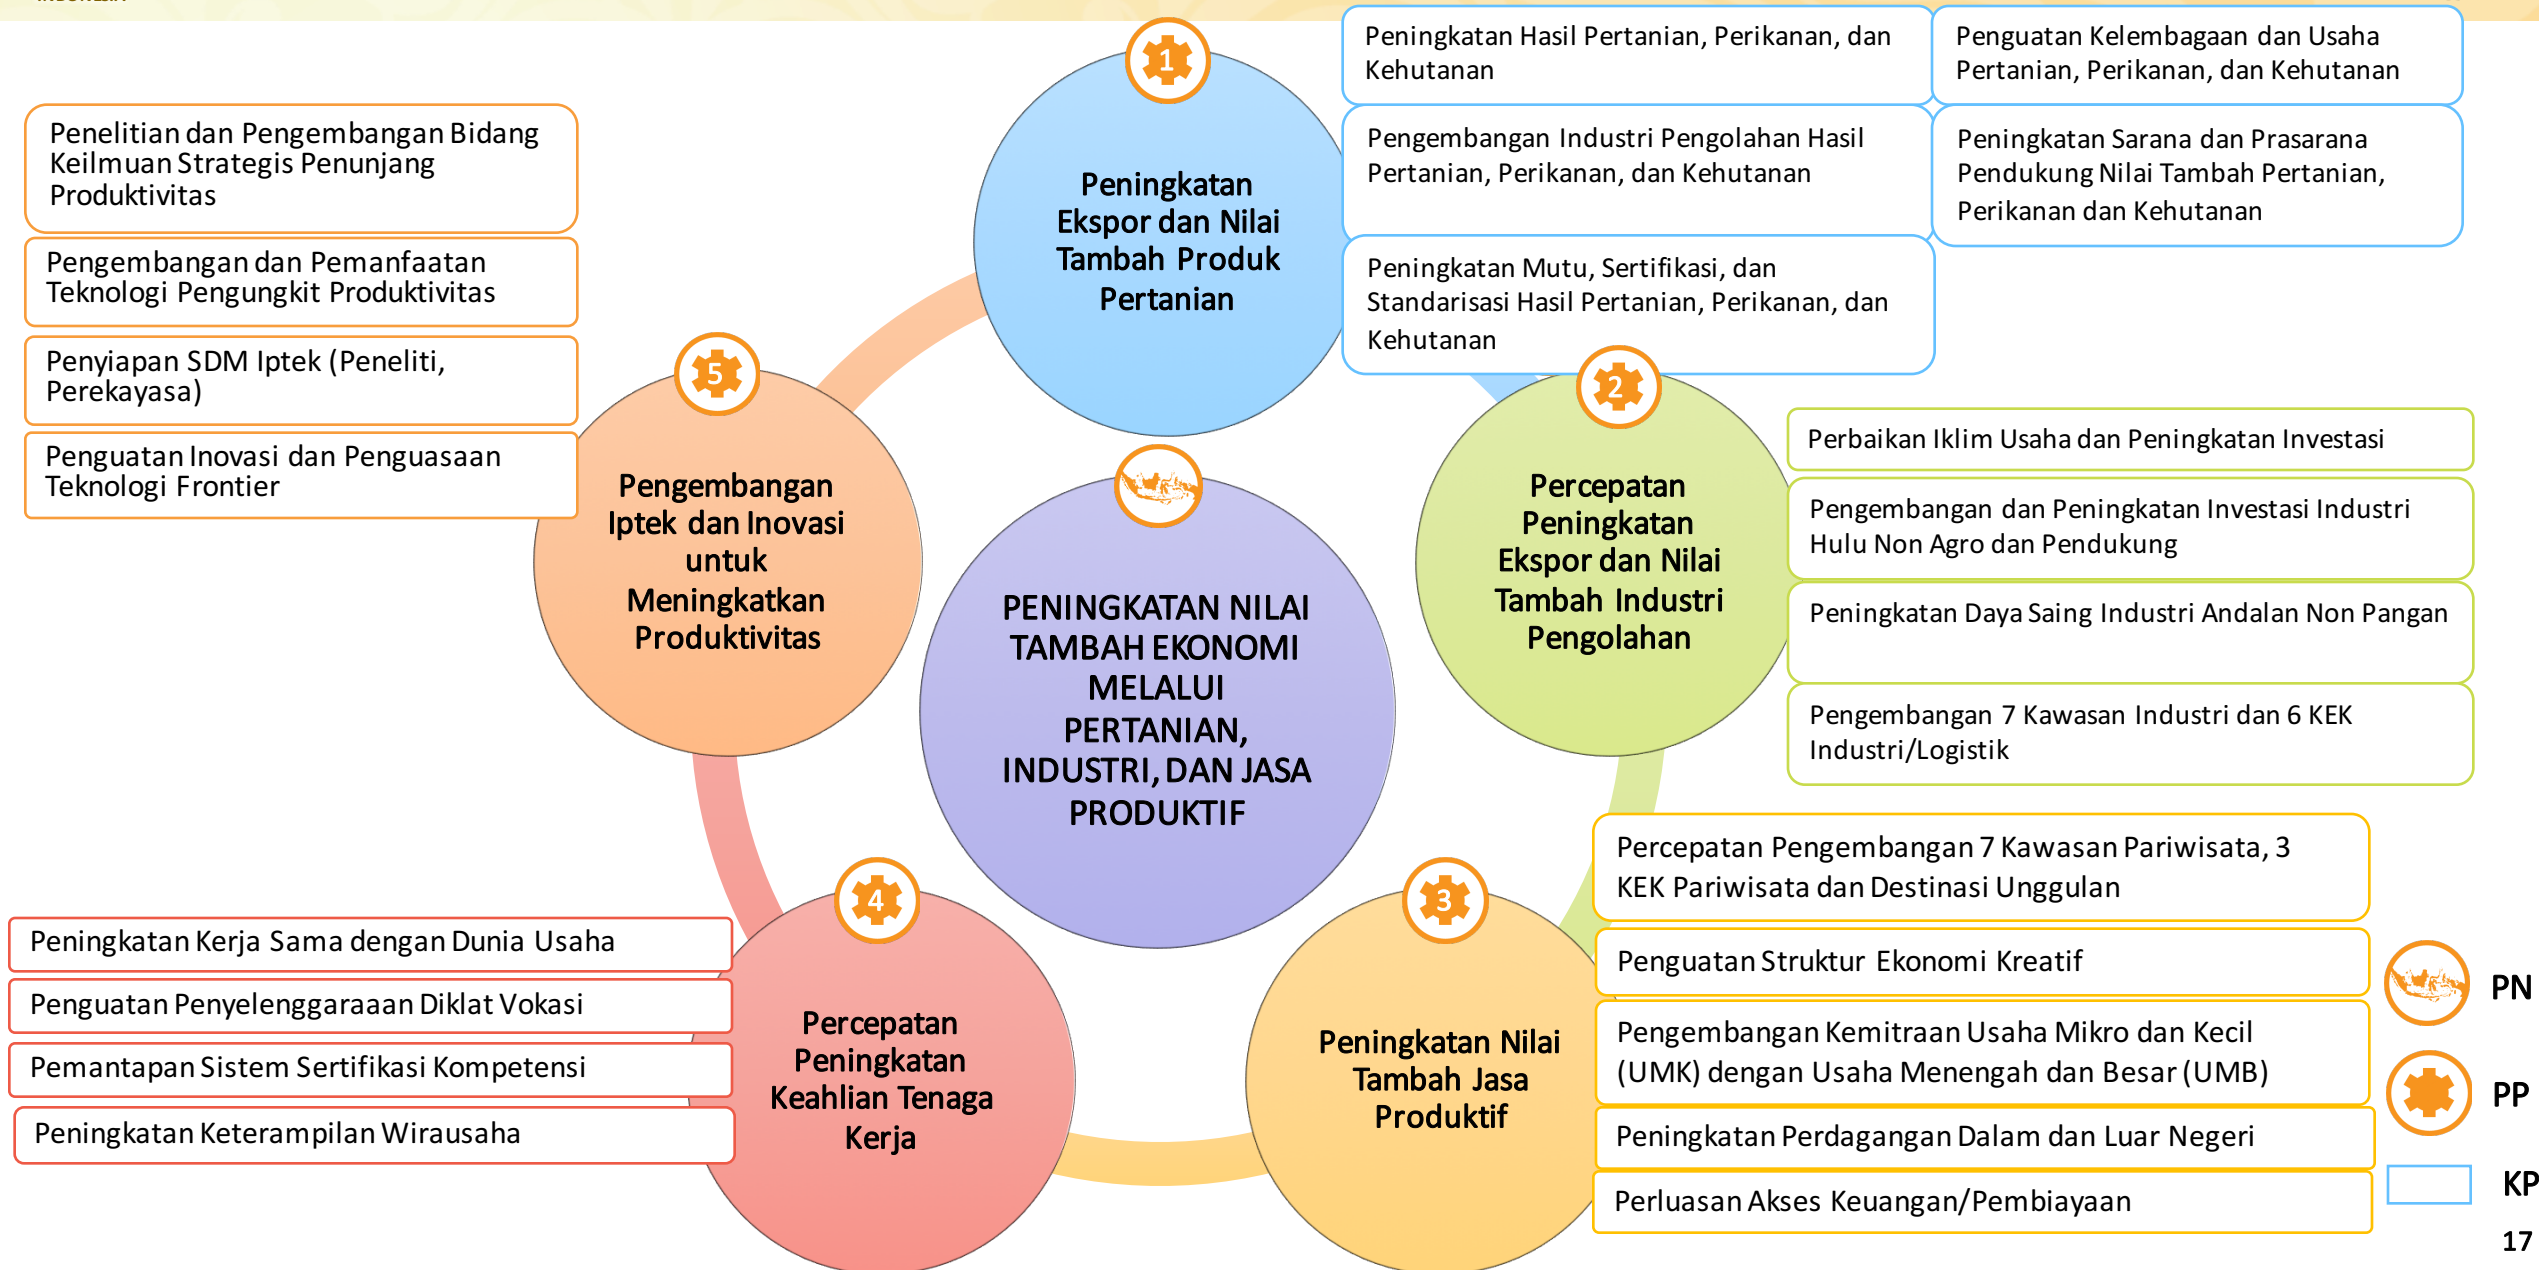 1
Peningkatan
Ekspor dan Nilai
Tambah Produk
Pertanian
Peningkatan Hasil Pertanian, Perikanan, dan
Kehutanan
Penguatan Kelembagaan dan Usaha
Pertanian, Perikanan, dan Kehutanan
Pengembangan Industri Pengolahan Hasil
Pertanian, Perikanan, dan Kehutanan
Peningkatan Sarana dan Prasarana
Pendukung Nilai Tambah Pertanian,
Perikanan dan Kehutanan
Peningkatan Mutu, Sertifikasi, dan
Standarisasi Hasil Pertanian, Perikanan, dan
Kehutanan
2
Percepatan
Peningkatan
Ekspor dan Nilai
Tambah Industri
Pengolahan
Perbaikan Iklim Usaha dan Peningkatan Investasi
Pengembangan dan Peningkatan Investasi Industri
Hulu Non Agro dan Pendukung
Peningkatan Daya Saing Industri Andalan Non Pangan
Pengembangan 7 Kawasan Industri dan 6 KEK
Industri/Logistik
3
Peningkatan Nilai
Tambah Jasa
Produktif
Percepatan Pengembangan 7 Kawasan Pariwisata, 3
KEK Pariwisata dan Destinasi Unggulan
Penguatan Struktur Ekonomi Kreatif
Pengembangan Kemitraan Usaha Mikro dan Kecil
(UMK) dengan Usaha Menengah dan Besar (UMB)
Peningkatan Perdagangan Dalam dan Luar Negeri
Perluasan Akses Keuangan/Pembiayaan
4
Percepatan
Peningkatan
Keahlian Tenaga
Kerja
Peningkatan Kerja Sama dengan Dunia Usaha
Penguatan Penyelenggaraaan Diklat Vokasi
Pemantapan Sistem Sertifikasi Kompetensi
Peningkatan Keterampilan Wirausaha
5
Pengembangan
Iptek dan Inovasi
untuk
Meningkatkan
Produktivitas
Penelitian dan Pengembangan Bidang
Keilmuan Strategis Penunjang
Produktivitas
Pengembangan dan Pemanfaatan
Teknologi Pengungkit Produktivitas
Penyiapan SDM Iptek (Peneliti,
Perekayasa)
Penguatan Inovasi dan Penguasaan
Teknologi Frontier
PENINGKATAN NILAI
TAMBAH EKONOMI
MELALUI
PERTANIAN,
INDUSTRI, DAN JASA
PRODUKTIF
PN
PP
KP
17